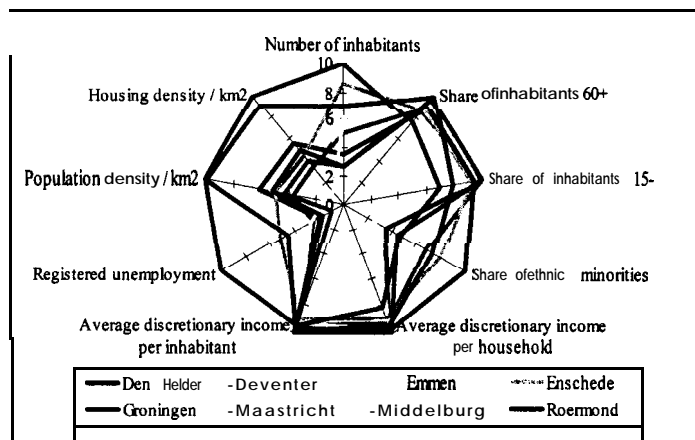 Number of inhabitants
10
Housing density / km2
8
Share ofinhabitants 60+
6
Population density / km2
2
Share of inhabitants 15-
0
Registered unemployment
Share ofethnic minorities
Average discretionary income
per inhabitant
Average discretionary income
per household
Den Helder -Deventer Emmen Enschede
Groningen -Maastricht -Middelburg Roermond